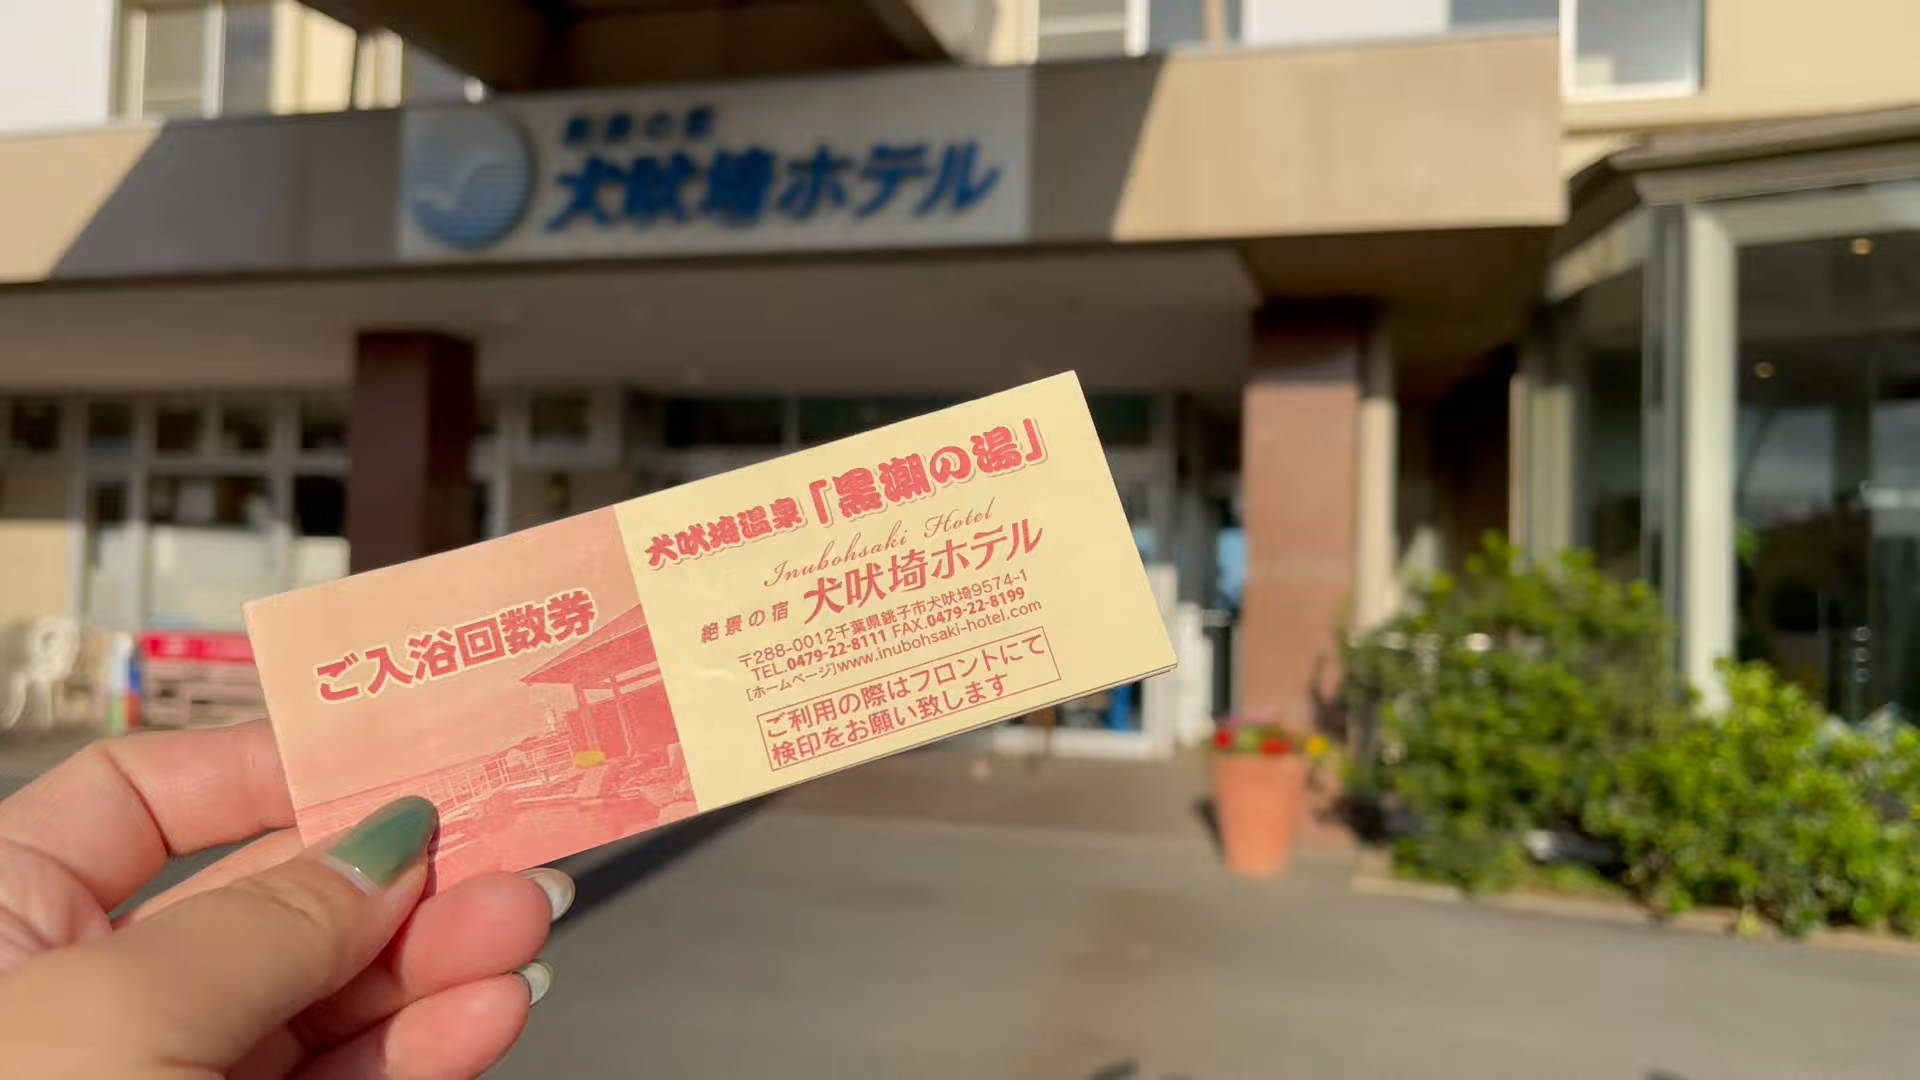 絶景の宿
犬吠埼ホテル
ご入浴回数券
犬吠埼温泉「黒潮の湯」
Inubohsaki Hotel
絶景の宿 犬吠埼ホテル
〒288-0012千葉県銚子市犬吠埼9574-1
TEL.0479-22-8111 FAX.0479-22-8199
[ホームページ]www.inubohsaki-hotel.com
ご利用の際はフロントにて
検印をお願い致します